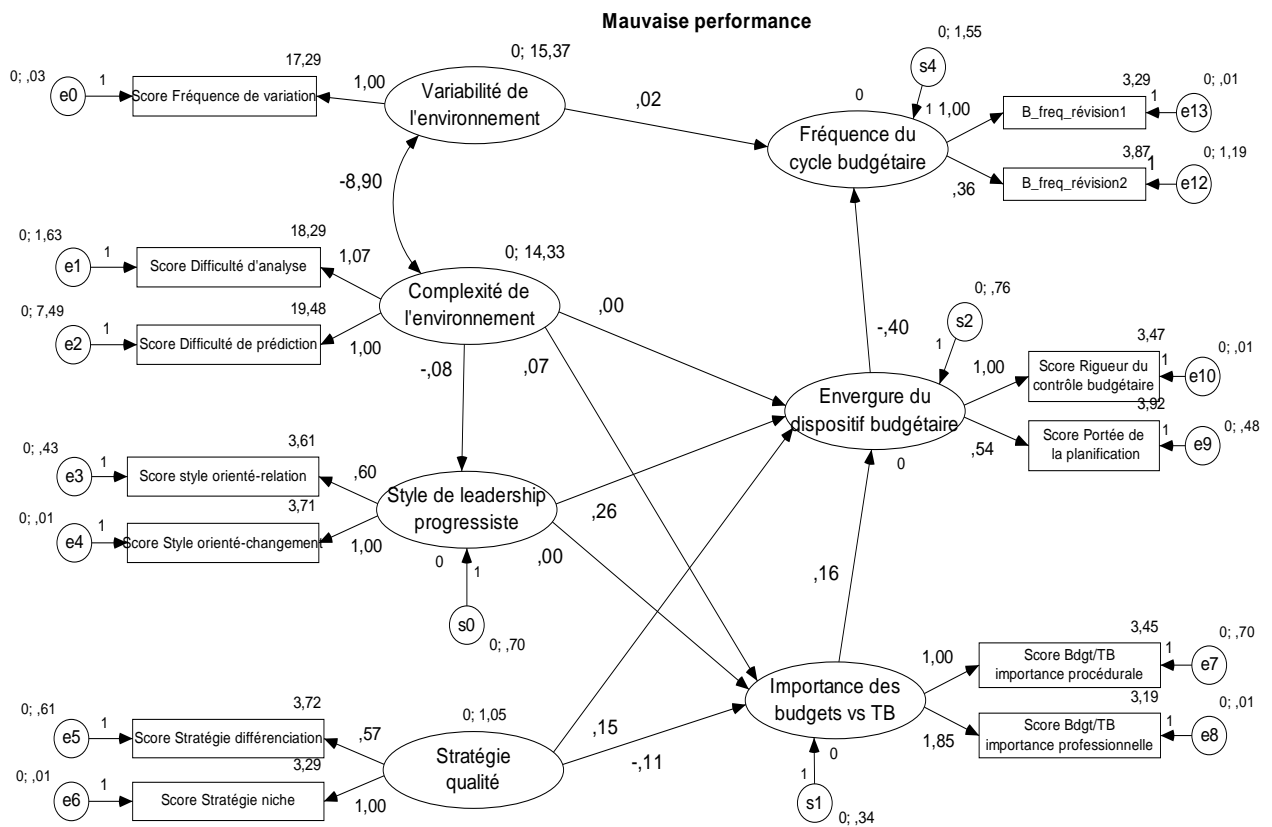 Mauvaise performance
0; 1,55
s4
0; 15,37
17,29
0; ,03
1
e0
Score Fréquence de variation
1,00
Variabilité de
l'environnement
,02
0
1
1,00
3,29
0; ,01
1
B_freq_révision1
e13
Fréquence du
cycle budgétaire
3,87
0; 1,19
1
,36
B_freq_révision2
e12
-8,90
0; 1,63
18,29
1
e1
Score Difficulté d'analyse
1,07
0; 14,33
Complexité de
l'environnement
,00
0; 7,49
19,48
1
e2
Score Difficulté de prédiction
1,00
-,08
,07
-,40
0; ,76
s2
1
3,47
0; ,01
1,00
Score Rigueur du
contrôle budgétaire
1
e10
Envergure du
dispositif budgétaire
0
3,92
0; ,48
,54
Score Portée de
la planification
1
e9
0; ,43
3,61
1
e3
Score style orienté-relation
,60
Style de leadership
progressiste
,26
0; ,01
3,71
1
e4
Score Style orienté-changement
1,00
0
1
,00
s0
0; ,70
,16
3,45
0; ,70
1,00
Score Bdgt/TB
importance procédurale
1
e7
Importance des
budgets vs TB
0
3,19
0; ,01
1,85
Score Bdgt/TB
importance professionnelle
1
e8
0; ,61
3,72
1
e5
Score Stratégie différenciation
,57
0; 1,05
Stratégie
qualité
,15
-,11
0; ,01
3,29
1
e6
Score Stratégie niche
1,00
1
s1
0; ,34